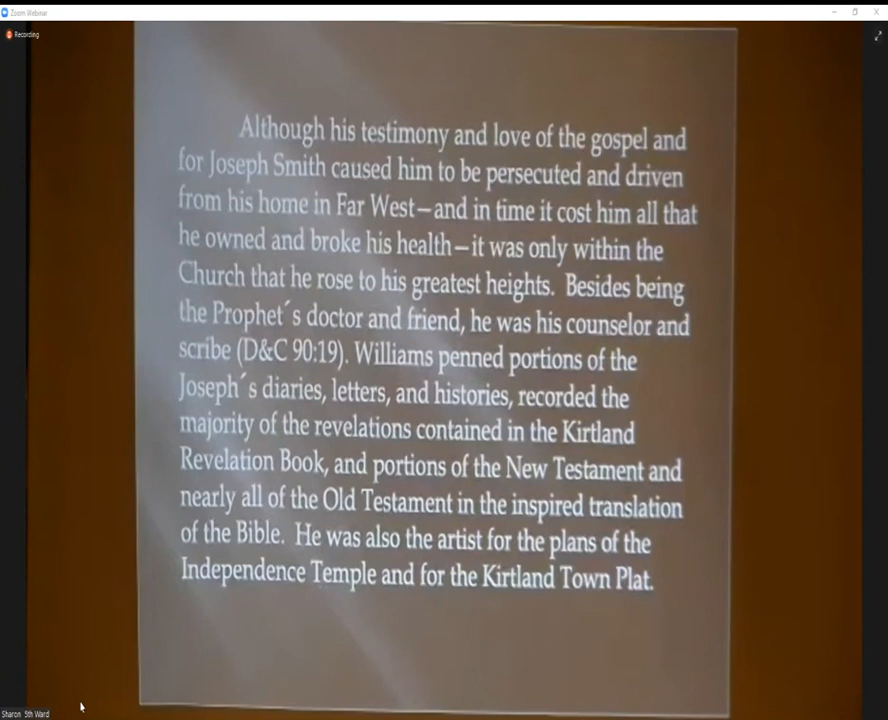 Zoom Webinar
Recording
Although his testimony and love of the gospel and
for Joseph Smith caused him to be persecuted and driven
from his home in Far West—and in time it cost him all that
he owned and broke his health—it was only within the
Church that he rose to his greatest heights. Besides being
the Prophet´s doctor and friend, he was his counselor and
scribe (D&C 90:19). Williams penned portions of the
Joseph´s diaries, letters, and histories, recorded the
majority of the revelations contained in the Kirtland
Revelation Book, and portions of the New Testament and
nearly all of the Old Testament in the inspired translation
of the Bible. He was also the artist for the plans of the
Independence Temple and for the Kirtland Town Plat.
Sharon 5th Ward